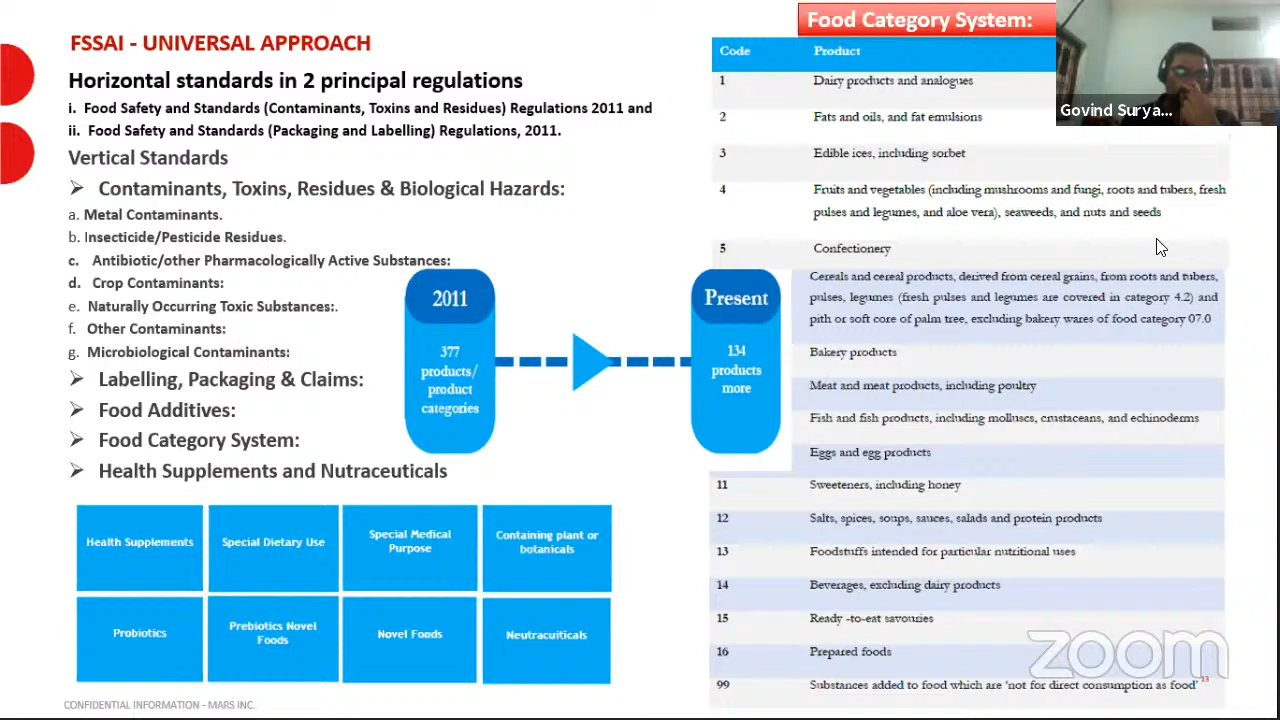 FSSAI - UNIVERSAL APPROACH
Horizontal standards in 2 principal regulations
i. Food Safety and Standards (Contaminants, Toxins and Residues) Regulations 2011 and
ii. Food Safety and Standards (Packaging and Labelling) Regulations, 2011.
Vertical Standards
➢ Contaminants, Toxins, Residues & Biological Hazards:
a. Metal Contaminants.
b. Insecticide/Pesticide Residues.
c. Antibiotic/other Pharmacologically Active Substances:
d. Crop Contaminants:
e. Naturally Occurring Toxic Substances:.
f. Other Contaminants:
g. Microbiological Contaminants:
➢ Labelling, Packaging & Claims:
➢ Food Additives:
➢ Food Category System:
➢ Health Supplements and Nutraceuticals
2011
377
products/
product
categories
Present
134
products
more
Health Supplements
Special Dietary Use
Special Medical
Purpose
Containing plant or
botanicals
Probiotics
Prebiotics Novel
Foods
Novel Foods
Neutracuiticals
CONFIDENTIAL INFORMATION - MARS INC.
Food Category System:
Code Product
1 Dairy products and analogues
2 Fats and oils, and fat emulsions
3 Edible ices, including sorbet
4 Fruits and vegetables (including mushrooms and fungi, roots and tubers, fresh
pulses and legumes, and aloe vera), seaweeds, and nuts and seeds
5 Confectionery
Cereals and cereal products, derived from cereal grains, from roots and tubers,
pulses, legumes (fresh pulses and legumes are covered in category 4.2) and
pith or soft core of palm tree, excluding bakery wares of food category 07.0
Bakery products
Meat and meat products, including poultry
Fish and fish products, including molluscs, crustaceans, and echinoderms
Eggs and egg products
11 Sweeteners, including honey
12 Salts, spices, soups, sauces, salads and protein products
13 Foodstuffs intended for particular nutritional uses
14 Beverages, excluding dairy products
15 Ready -to-eat savouries
16 Prepared foods
99 Substances added to food which are 'not for direct consumption as food'
13
Govind Surya...
zoom